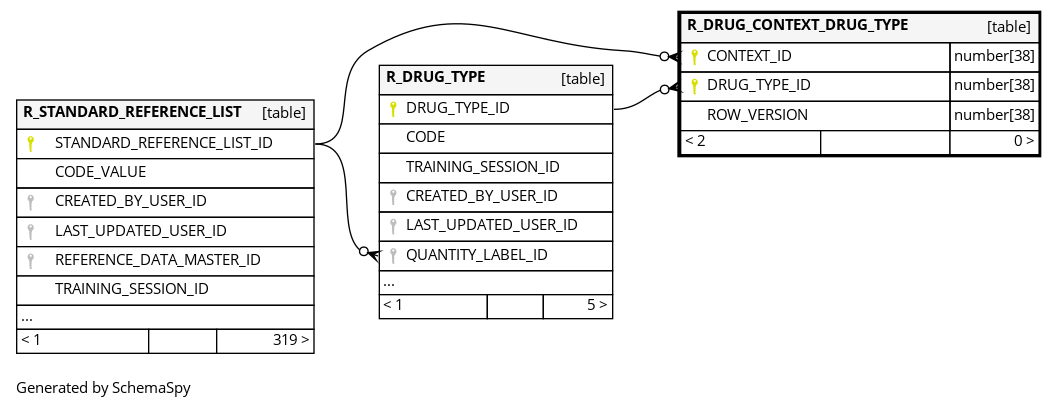 R_DRUG_CONTEXT_DRUG_TYPE [table]
CONTEXT_ID number[38]
DRUG_TYPE_ID number[38]
ROW_VERSION number[38]
< 2 0 >
R_DRUG_TYPE [table]
DRUG_TYPE_ID
CODE
TRAINING_SESSION_ID
CREATED_BY_USER_ID
LAST_UPDATED_USER_ID
QUANTITY_LABEL_ID
...
< 1 5 >
R_STANDARD_REFERENCE_LIST [table]
STANDARD_REFERENCE_LIST_ID
CODE_VALUE
CREATED_BY_USER_ID
LAST_UPDATED_USER_ID
REFERENCE_DATA_MASTER_ID
TRAINING_SESSION_ID
...
< 1 319 >
Generated by SchemaSpy